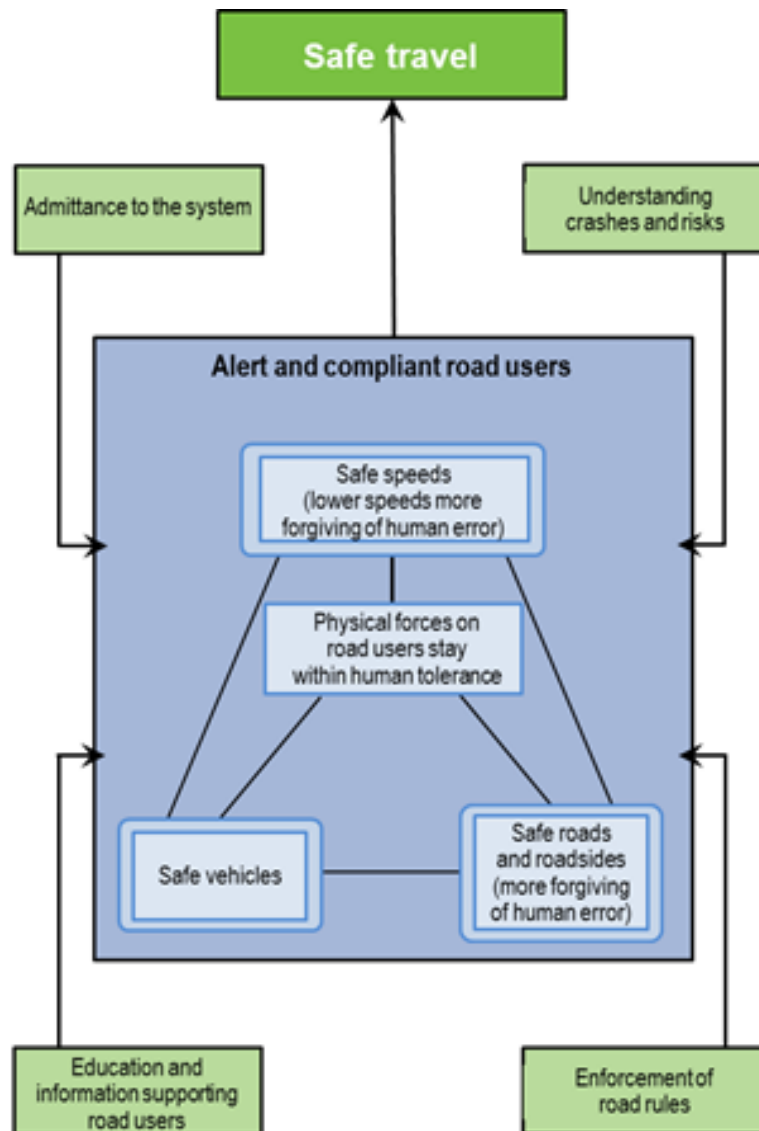 Safe travel
Admittance to the system
Understanding
crashes and risks
Alert and compliant road users
Safe speeds
(lower speeds more
forgiving of human error)
Physical forces on
road users stay
within human tolerance
Safe vehicles
Safe roads
and roadsides
(more forgiving
of human error)
Education and
information supporting
road users
Enforcement of
road rules